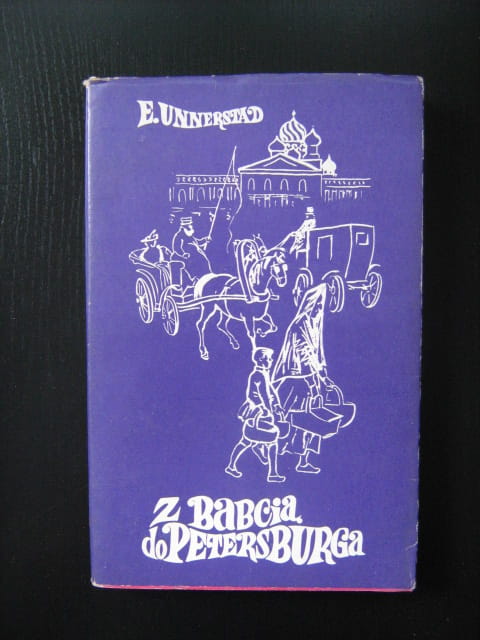 E. UNNERSTAD
Z BABCIĄ
do PETERSBURGA